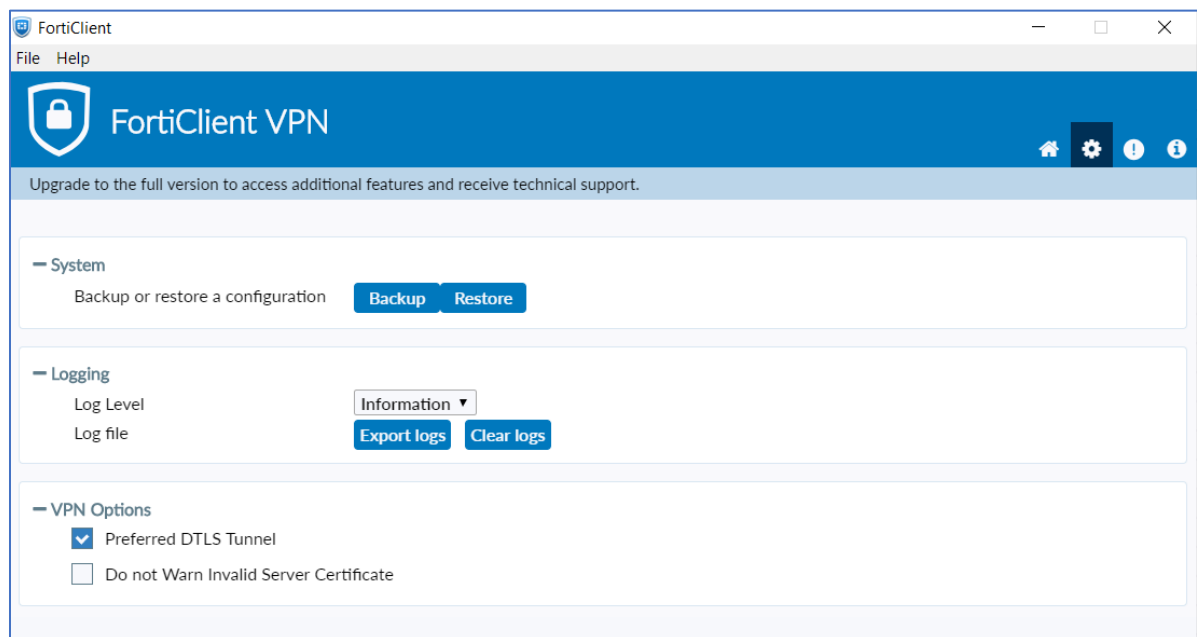 FortiClient
File Help
FortiClient VPN
Upgrade to the full version to access additional features and receive technical support.
System
Backup or restore a configuration Backup Restore
Logging
Log Level Information
Log file Export logs Clear logs
VPN Options
Preferred DTLS Tunnel
Do not Warn Invalid Server Certificate